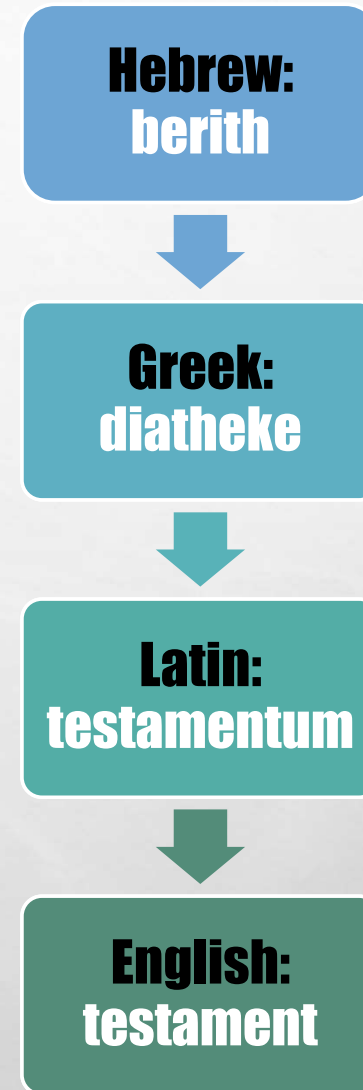 Hebrew:
berith
Greek:
diatheke
Latin:
testamentum
English:
testament